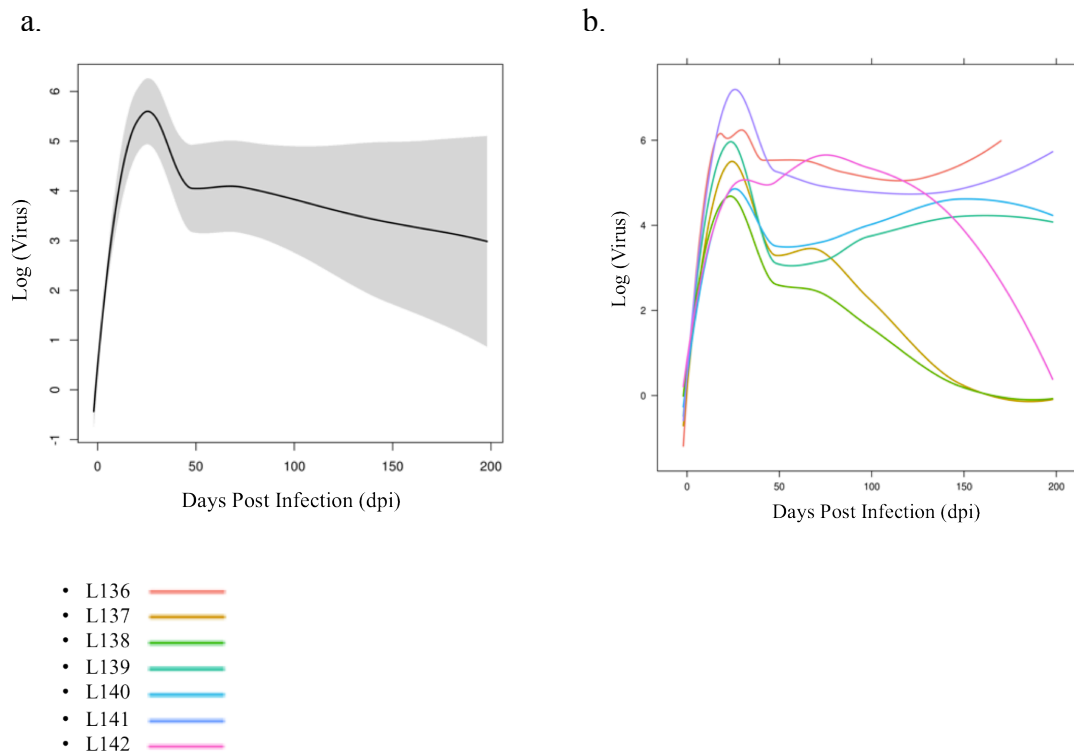 a.
6
5
4
3
2
1
0
-1
Log (Virus)
0 50 100 150 200
Days Post Infection (dpi)
b.
6
4
2
0
Log (Virus)
0 50 100 150 200
Days Post Infection (dpi)
• L136
• L137
• L138
• L139
• L140
• L141
• L142